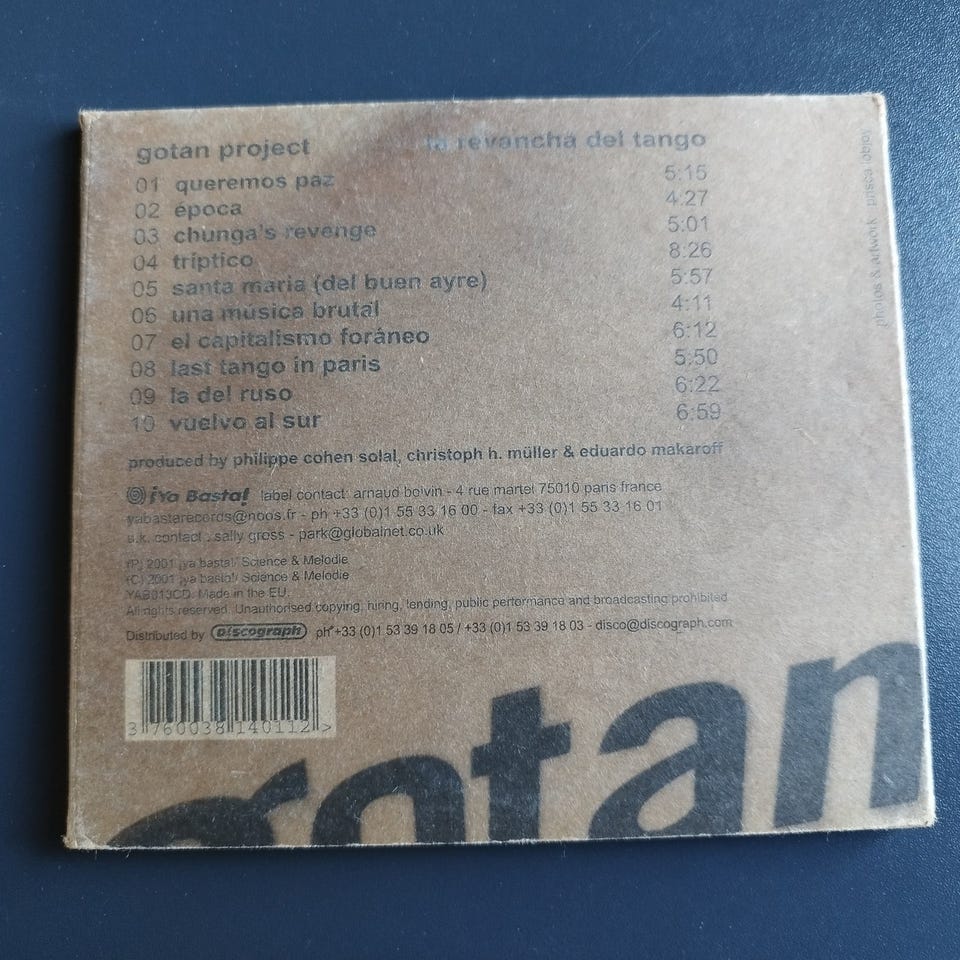 gotan project la revancha del tango
01 queremos paz 5:15
02 época 4:27
03 chunga's revenge 5:01
04 tríptico 8:26
05 santa maria (del buen ayre) 5:57
06 una música brutal 4:11
07 el capitalismo foráneo 6:12
08 last tango in paris 5:50
09 la del ruso 6:22
10 vuelvo al sur 6:59
produced by philippe cohen solal, christoph h. müller & eduardo makaroff
¡Ya Basta! label contact: arnaud boivin - 4 rue martel 75010 paris france
yabastarecords@noos.fr - ph +33 (0)1 55 33 16 00 - fax +33 (0)1 55 33 16 01
u.k. contact : sally gross - park@globalnet.co.uk
(P) 2001 ¡ya basta!/ Science & Melodie
(C) 2001 ¡ya basta!/ Science & Melodie
YAB013CD. Made in the EU.
All rights reserved. Unauthorised copying, hiring, lending, public performance and broadcasting prohibited
Distributed by Discograph ph +33 (0)1 53 39 18 05 / +33 (0)1 53 39 18 03 - disco@discograph.com
3 760038 140112 >
gotan
photos & artwork prisca lobjoy